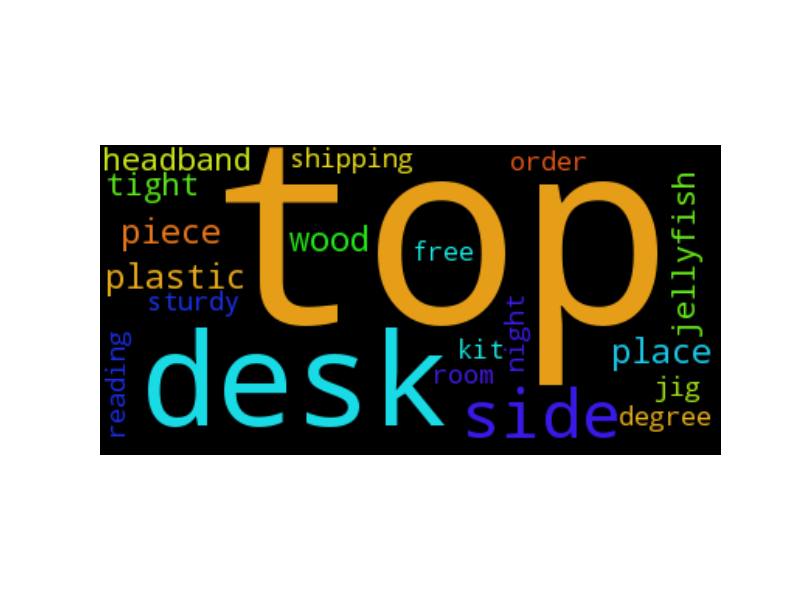 headband
shipping
order
tight
top
jellyfish
piece
wood
free
plastic
sturdy
night
reading
desk
kit
place
room
jig
side
degree